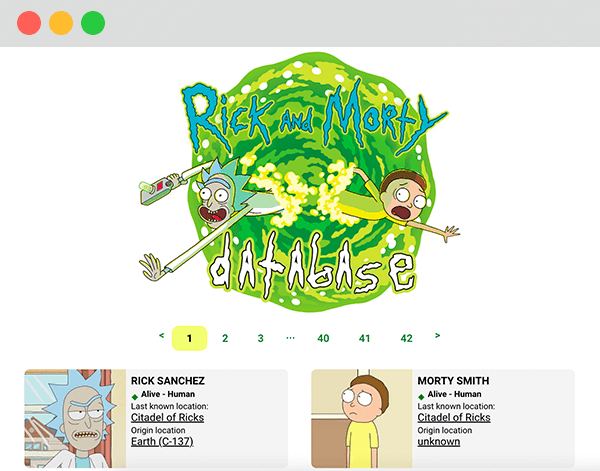 Rick and Morty
database
< 1 2 3 ... 40 41 42 >
RICK SANCHEZ
Alive - Human
Last known location:
Citadel of Ricks
Origin location
Earth (C-137)
MORTY SMITH
Alive - Human
Last known location:
Citadel of Ricks
Origin location
unknown